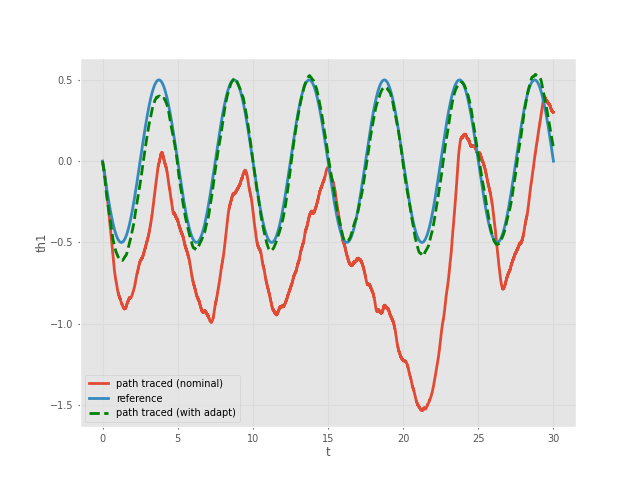 0.5
0.0
−0.5
−1.0
−1.5
th1
path traced (nominal)
reference
path traced (with adapt)
0 5 10 15 20 25 30
t